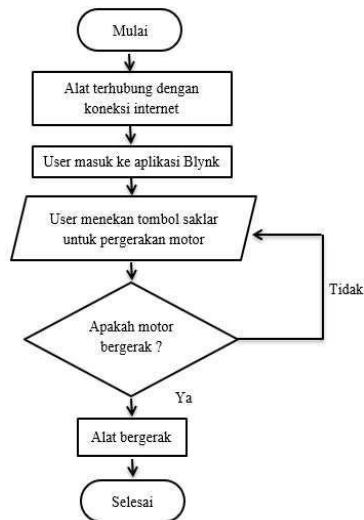 Mulai
Alat terhubung dengan
koneksi internet
User masuk ke aplikasi Blynk
User menekan tombol saklar
untuk pergerakan motor
Tidak
Apakah motor
bergerak ?
Ya
Alat bergerak
Selesai